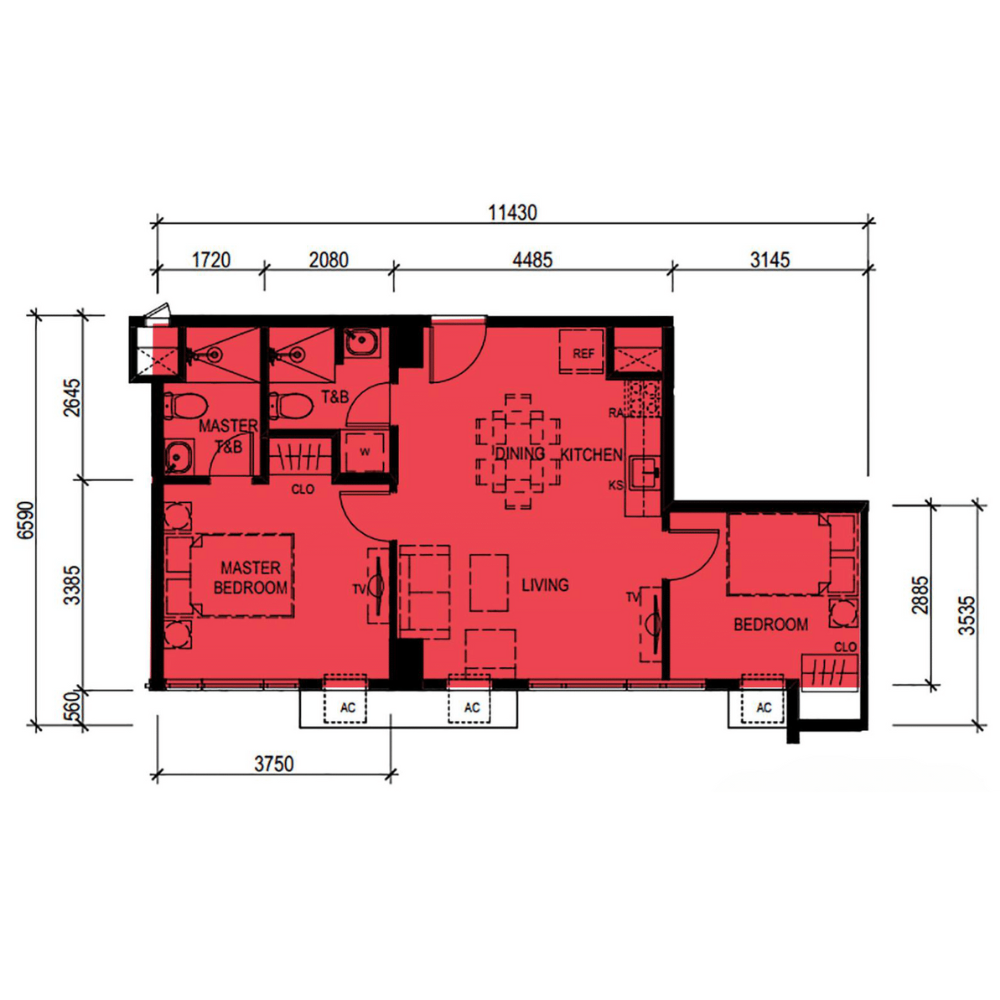 11430
1720
2080
4485
3145
REF
2645
T&B
RA
MASTER
T&B
W
DINING
KITCHEN
CLO
KS
6590
MASTER
BEDROOM
TV
LIVING
TV
3385
2885
3535
BEDROOM
CLO
560
AC
AC
AC
3750